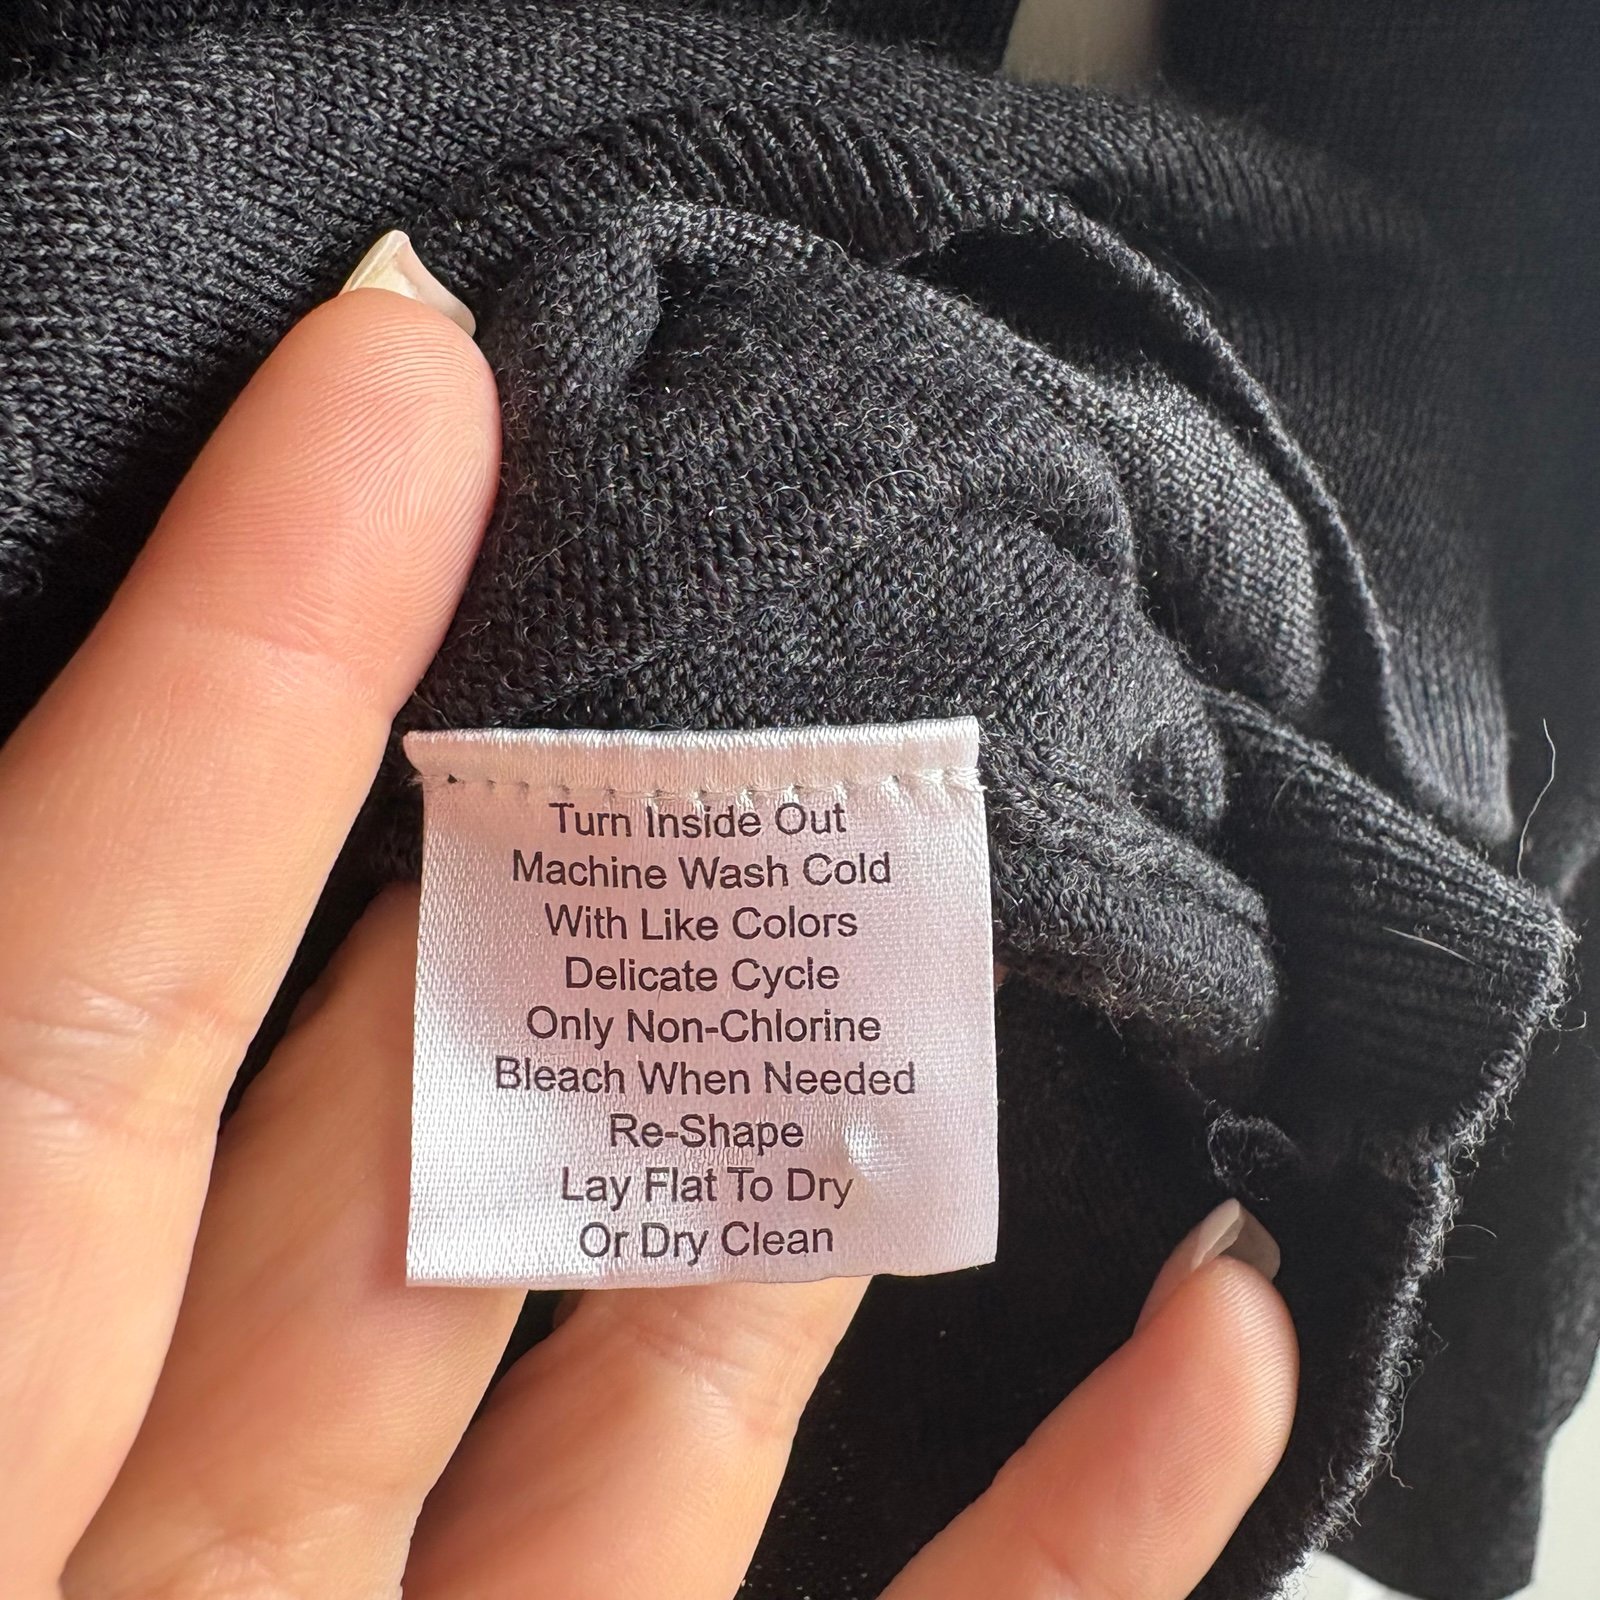 Turn Inside Out
Machine Wash Cold
With Like Colors
Delicate Cycle
Only Non-Chlorine
Bleach When Needed
Re-Shape
Lay Flat To Dry
Or Dry Clean